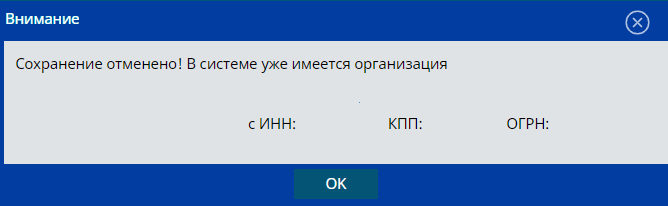 Внимание
Сохранение отменено! В системе уже имеется организация
с ИНН: КПП: ОГРН:
OK